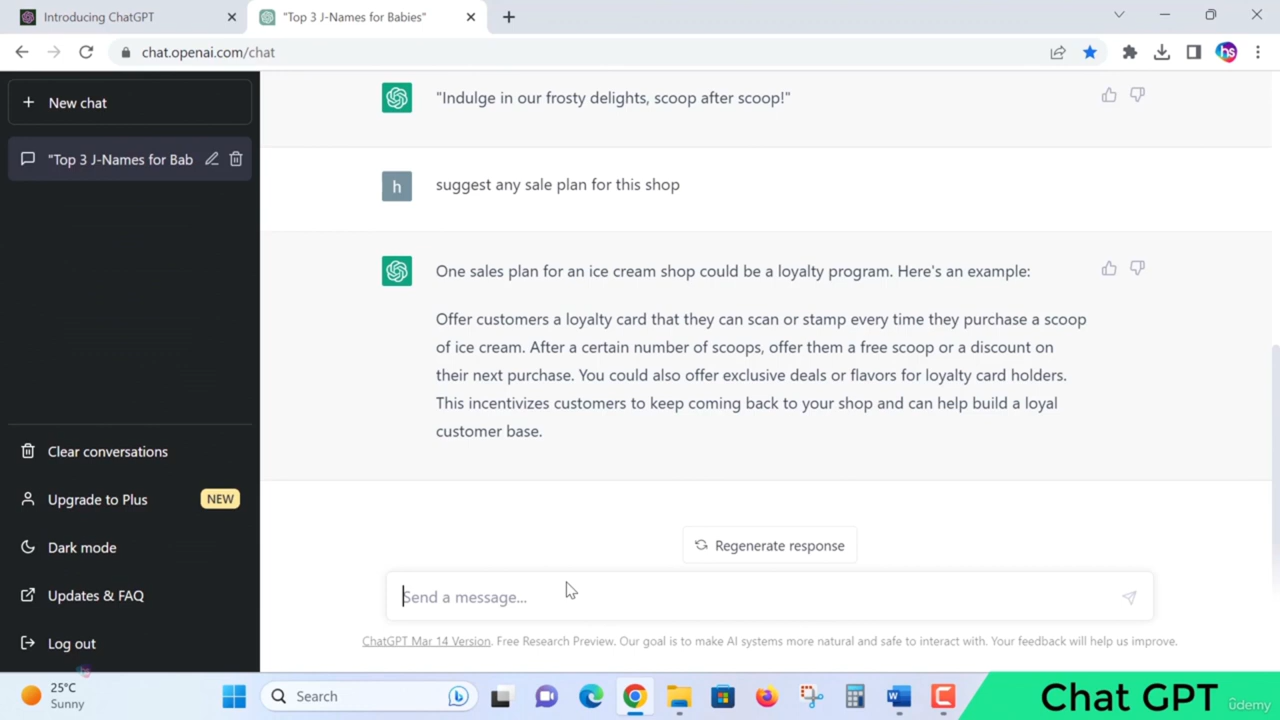 Introducing ChatGPT
"Top 3 J-Names for Babies"
chat.openai.com/chat
hs
New chat
"Top 3 J-Names for Bab
Clear conversations
Upgrade to Plus NEW
Dark mode
Updates & FAQ
Log out
"Indulge in our frosty delights, scoop after scoop!"
h suggest any sale plan for this shop
One sales plan for an ice cream shop could be a loyalty program. Here's an example:
Offer customers a loyalty card that they can scan or stamp every time they purchase a scoop
of ice cream. After a certain number of scoops, offer them a free scoop or a discount on
their next purchase. You could also offer exclusive deals or flavors for loyalty card holders.
This incentivizes customers to keep coming back to your shop and can help build a loyal
customer base.
Regenerate response
Send a message...
ChatGPT Mar 14 Version. Free Research Preview. Our goal is to make AI systems more natural and safe to interact with. Your feedback will help us improve.
hs
25°C
Sunny
Search
Chat GPT
ûdemy